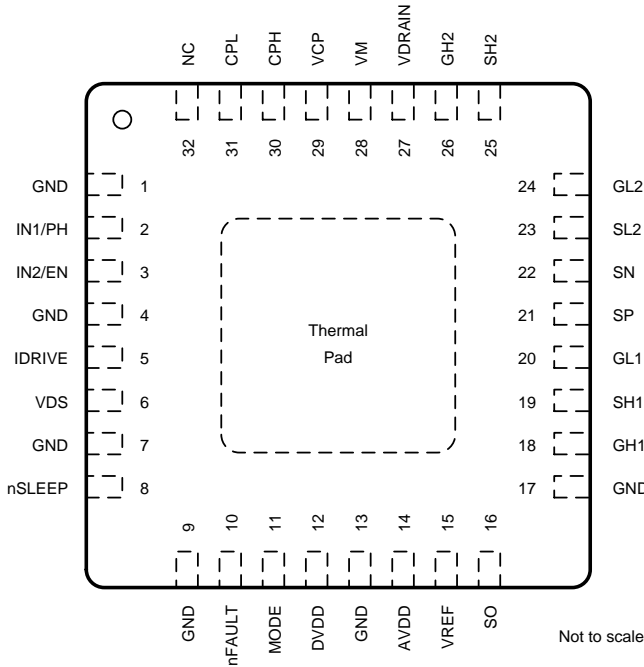 NC
CPL
CPH
VCP
VM
VDRAIN
GH2
SH2
32
31
30
29
28
27
26
25
GND 1
IN1/PH 2
IN2/EN 3
GND 4
IDRIVE 5
VDS 6
GND 7
nSLEEP 8
Thermal
Pad
24 GL2
23 SL2
22 SN
21 SP
20 GL1
19 SH1
18 GH1
17 GND
9
10
11
12
13
14
15
16
GND
nFAULT
MODE
DVDD
GND
AVDD
VREF
SO
Not to scale